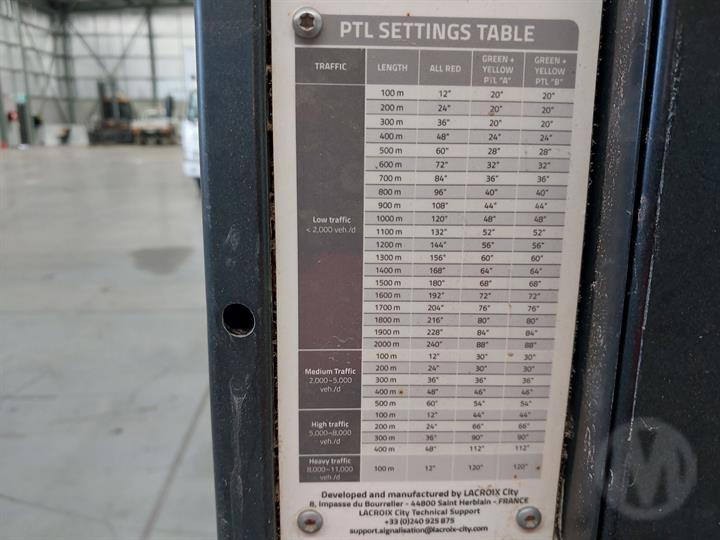 PTL SETTINGS TABLE
TRAFFIC LENGTH ALL RED GREEN + YELLOW PTL "A" GREEN + YELLOW PTL "B"
Low traffic
< 2,000 veh./d
100 m 12" 20" 20"
200 m 24" 20" 20"
300 m 36" 20" 20"
400 m 48" 24" 24"
500 m 60" 28" 28"
600 m 72" 32" 32"
700 m 84" 36" 36"
800 m 96" 40" 40"
900 m 108" 44" 44"
1000 m 120" 48" 48"
1100 m 132" 52" 52"
1200 m 144" 56" 56"
1300 m 156" 60" 60"
1400 m 168" 64" 64"
1500 m 180" 68" 68"
1600 m 192" 72" 72"
1700 m 204" 76" 76"
1800 m 216" 80" 80"
1900 m 228" 84" 84"
2000 m 240" 88" 88"
Medium Traffic
2,000–5,000
veh./d
100 m 12" 30" 30"
200 m 24" 30" 30"
300 m 36" 36" 36"
400 m 48" 46" 46"
500 m 60" 54" 54"
High traffic
5,000–8,000
veh./d
100 m 12" 44" 44"
200 m 24" 66" 66"
300 m 36" 90" 90"
400 m 48" 112" 112"
Heavy traffic
8,000–11,000
veh./d
100 m 12" 120" 120"
Developed and manufactured by LACROIX City
8, Impasse du Bourrelier - 44800 Saint Herblain - FRANCE
LACROIX City Technical Support
+33 (0)240 925 875
support.aignalisation@lacroix-city.com
M